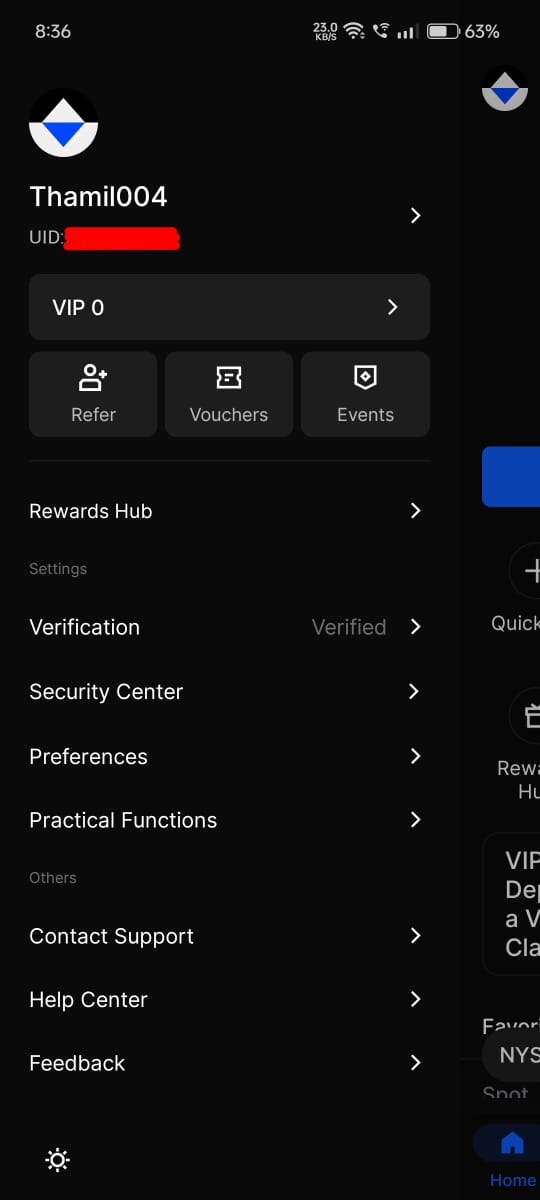 8:36
23.0
KB/S
63%
Thamil004
UID:
VIP 0
Refer
Vouchers
Events
Rewards Hub
Settings
Verification
Verified
Security Center
Preferences
Practical Functions
Others
Contact Support
Help Center
Feedback
Quick
Rewa
Hu
VIP
Dep
a V
Cla
Favori
NYS
Spot
Home